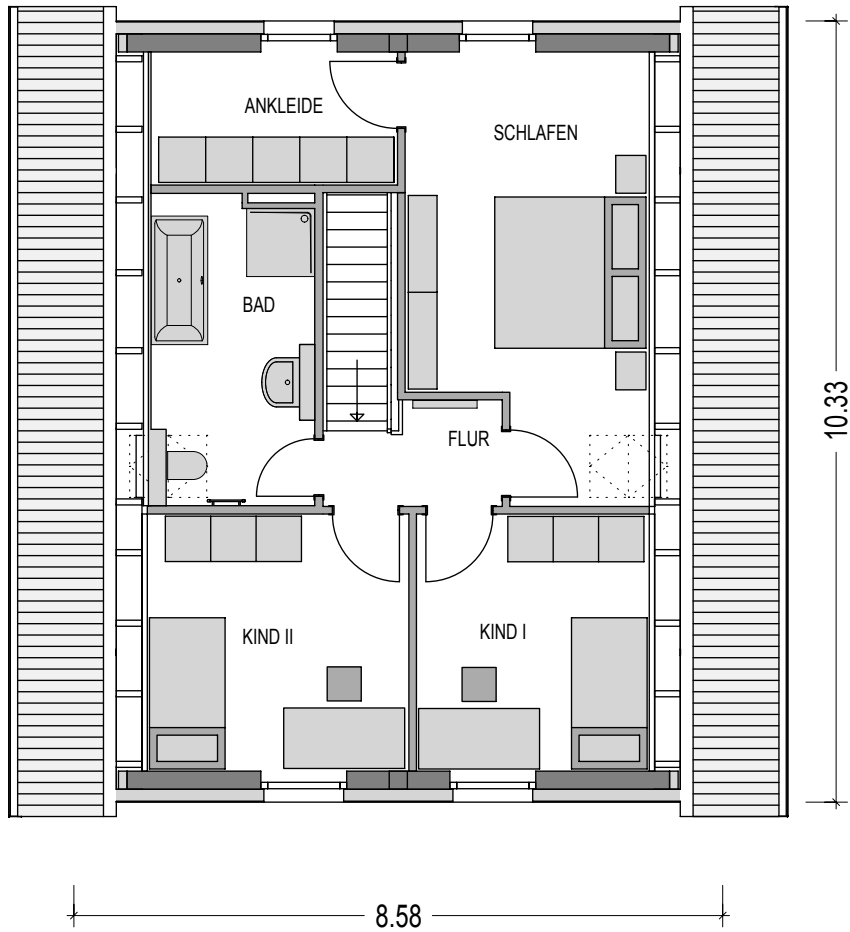 ANKLEIDE
SCHLAFEN
BAD
10.33
FLUR
KIND II
KIND I
8.58